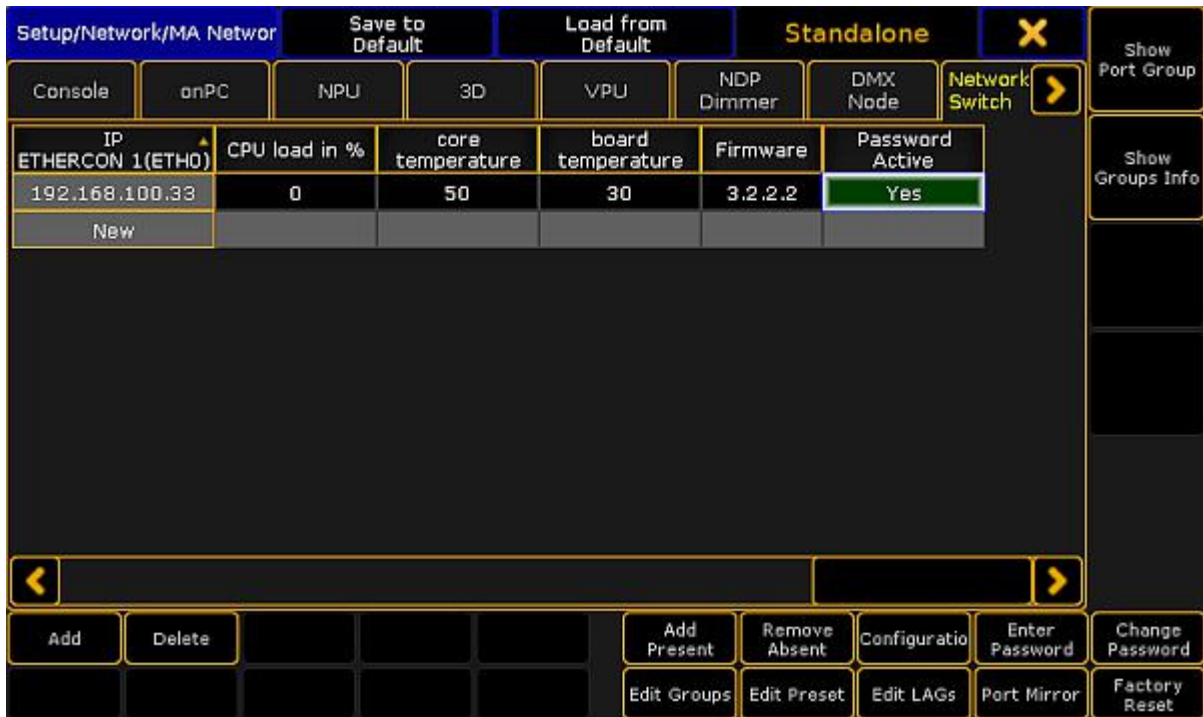 Setup/Network/MA Networ
Save to
Default
Load from
Default
Standalone
Show
Port Group
Console
onPC
NPU
3D
VPU
NDP
Dimmer
DMX
Node
Network
Switch
IP
ETHERCON 1(ETH0)
CPU load in %
core
temperature
board
temperature
Firmware
Password
Active
Show
Groups Info
192.168.100.33
0
50
30
3.2.2.2
Yes
New
Add
Delete
Add
Present
Remove
Absent
Configuratio
Enter
Password
Change
Password
Edit Groups
Edit Preset
Edit LAGs
Port Mirror
Factory
Reset